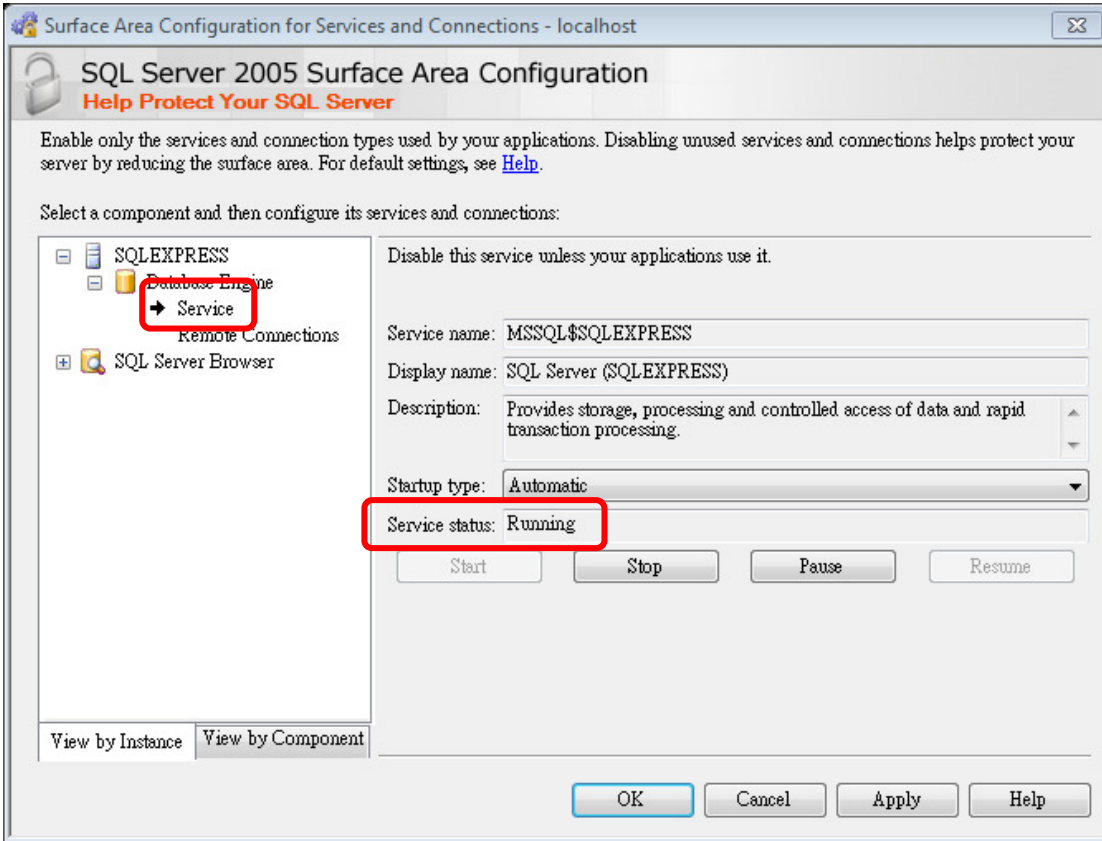 Surface Area Configuration for Services and Connections - localhost
SQL Server 2005 Surface Area Configuration
Help Protect Your SQL Server
Enable only the services and connection types used by your applications. Disabling unused services and connections helps protect your
server by reducing the surface area. For default settings, see Help.
Select a component and then configure its services and connections:
SQLEXPRESS
Database Engine
Service
Remote Connections
SQL Server Browser
View by Instance
View by Component
Disable this service unless your applications use it.
Service name: MSSQL$SQLEXPRESS
Display name: SQL Server (SQLEXPRESS)
Description: Provides storage, processing and controlled access of data and rapid
transaction processing.
Startup type: Automatic
Service status: Running
Start Stop Pause Resume
OK Cancel Apply Help